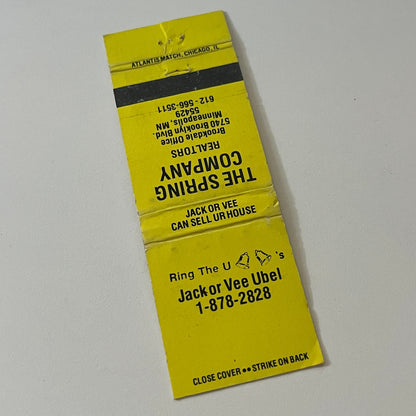 ATLANTIS MATCH, CHICAGO, IL
THE SPRING
COMPANY
REALTORS
Brookdale Office
5740 Brooklyn Blvd.
Minneapolis, MN
55429
612-566-3511
JACK OR VEE
CAN SELL UR HOUSE
Ring The U 's
Jack or Vee Ubel
1-878-2828
CLOSE COVER •• STRIKE ON BACK